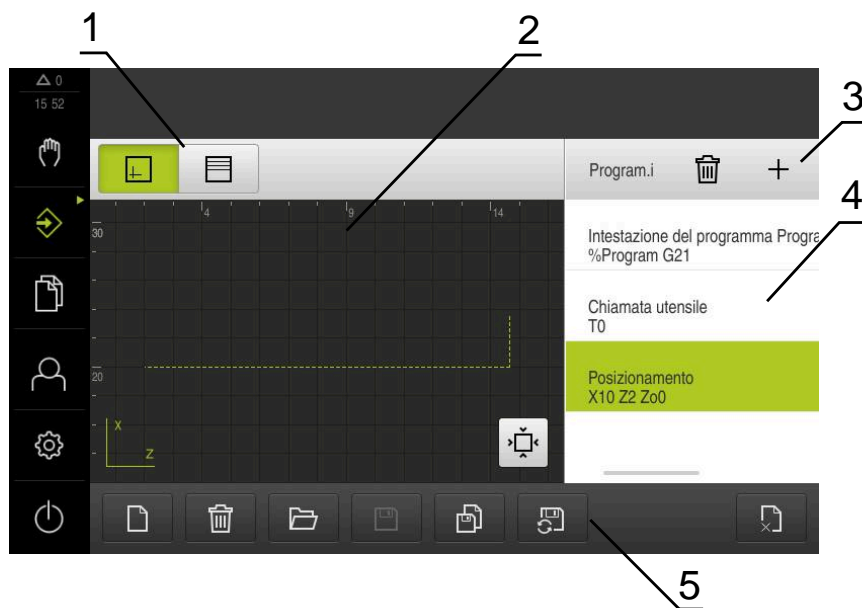 1
2
3
4
5
0
15 52
Program.i
4
9
14
30
20
X
Z
Intestazione del programma Progra
%Program G21
Chiamata utensile
T0
Posizionamento
X10 Z2 Zo0